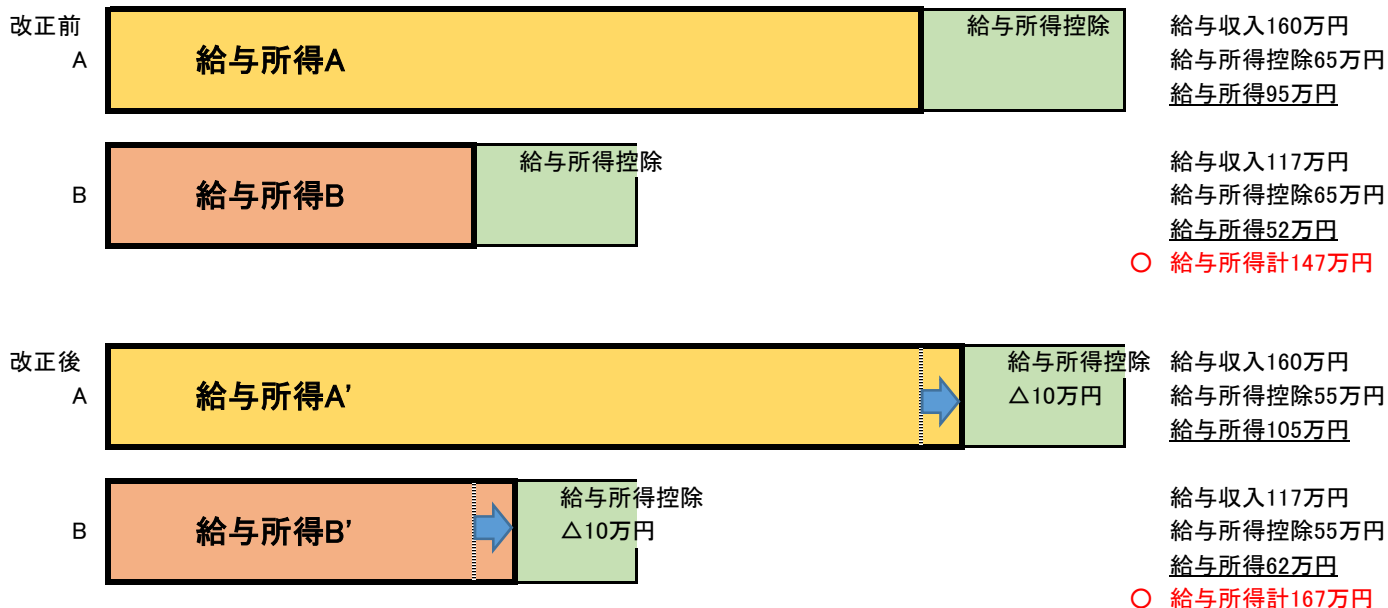 改正前
A
給与所得A
給与所得控除
給与収入160万円
給与所得控除65万円
給与所得95万円
B
給与所得B
給与所得控除
給与収入117万円
給与所得控除65万円
給与所得52万円
○ 給与所得計147万円
改正後
A
給与所得A'
給与所得控除
△10万円
給与収入160万円
給与所得控除55万円
給与所得105万円
B
給与所得B'
給与所得控除
△10万円
給与収入117万円
給与所得控除55万円
給与所得62万円
○ 給与所得計167万円